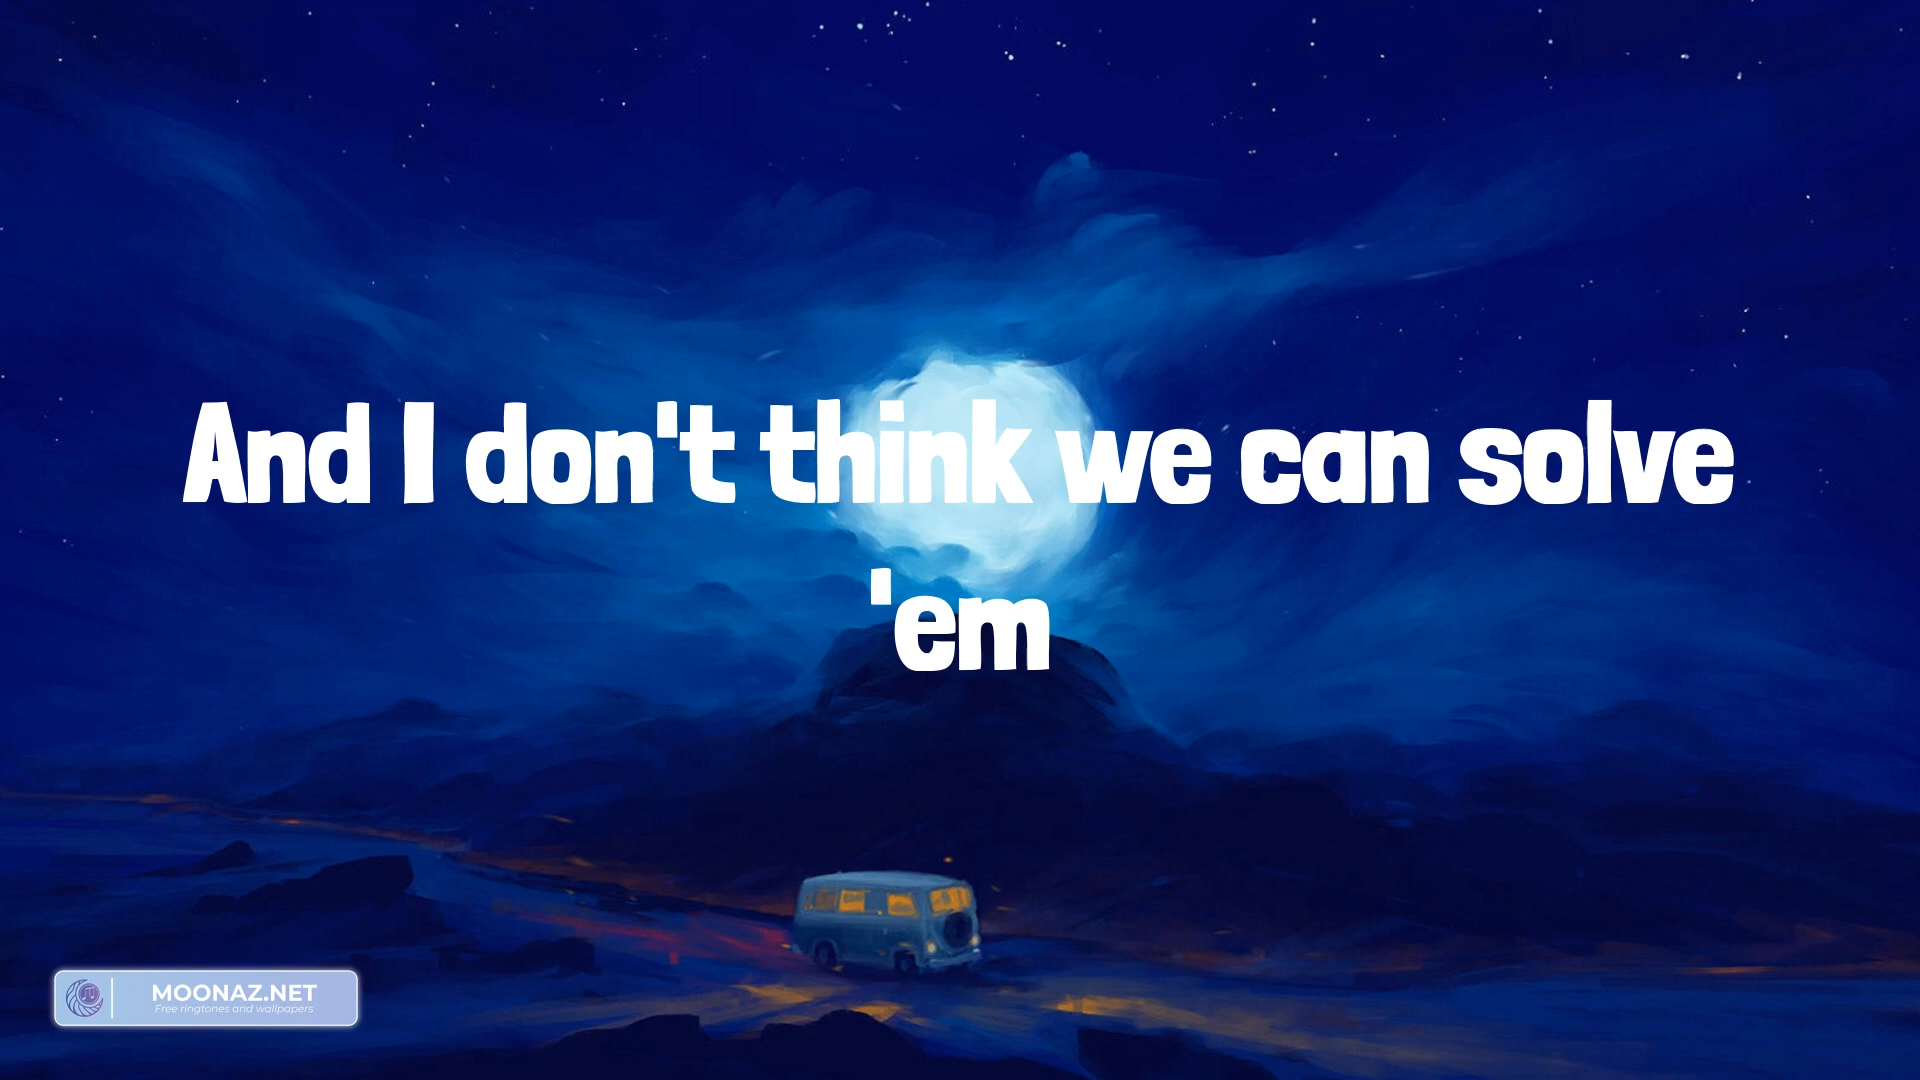 And I don't think we can solve
'em
MOONAZ.NET
Free ringtones and wallpapers